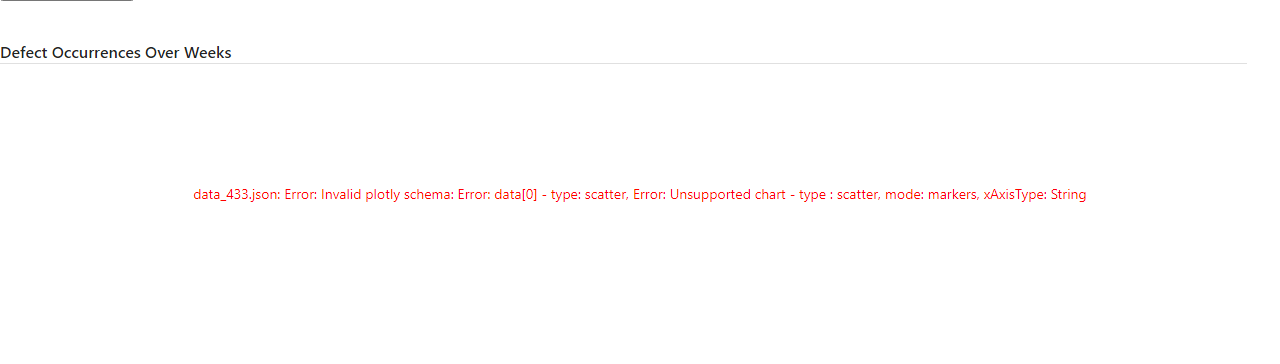 Defect Occurrences Over Weeks
data_433.json: Error: Invalid plotly schema: Error: data[0] - type: scatter, Error: Unsupported chart - type : scatter, mode: markers, xAxisType: String